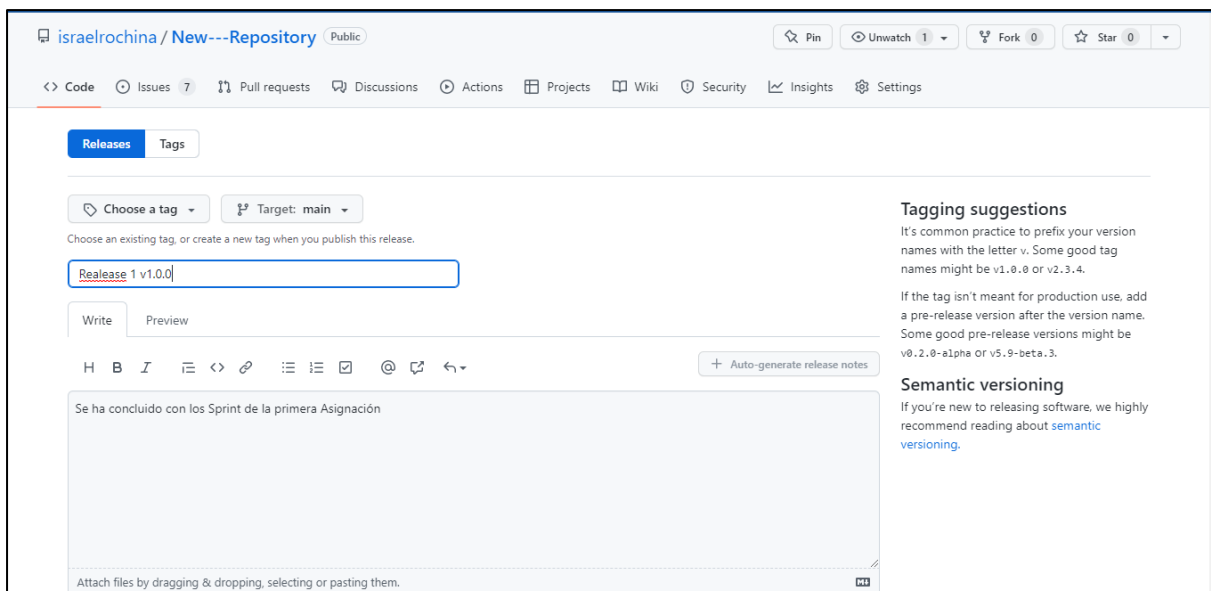 israelrochina / New---Repository Public
Pin
Unwatch 1
Fork 0
Star 0
<> Code
Issues 7
Pull requests
Discussions
Actions
Projects
Wiki
Security
Insights
Settings
Releases
Tags
Choose a tag
Target: main
Choose an existing tag, or create a new tag when you publish this release.
Realease 1 v1.0.0
Write
Preview
H B I
+ Auto-generate release notes
Se ha concluido con los Sprint de la primera Asignación
Attach files by dragging & dropping, selecting or pasting them.
Tagging suggestions
It's common practice to prefix your version
names with the letter v. Some good tag
names might be v1.0.0 or v2.3.4.
If the tag isn't meant for production use, add
a pre-release version after the version name.
Some good pre-release versions might be
v0.2.0-alpha or v5.9-beta.3.
Semantic versioning
If you're new to releasing software, we highly
recommend reading about semantic
versioning.